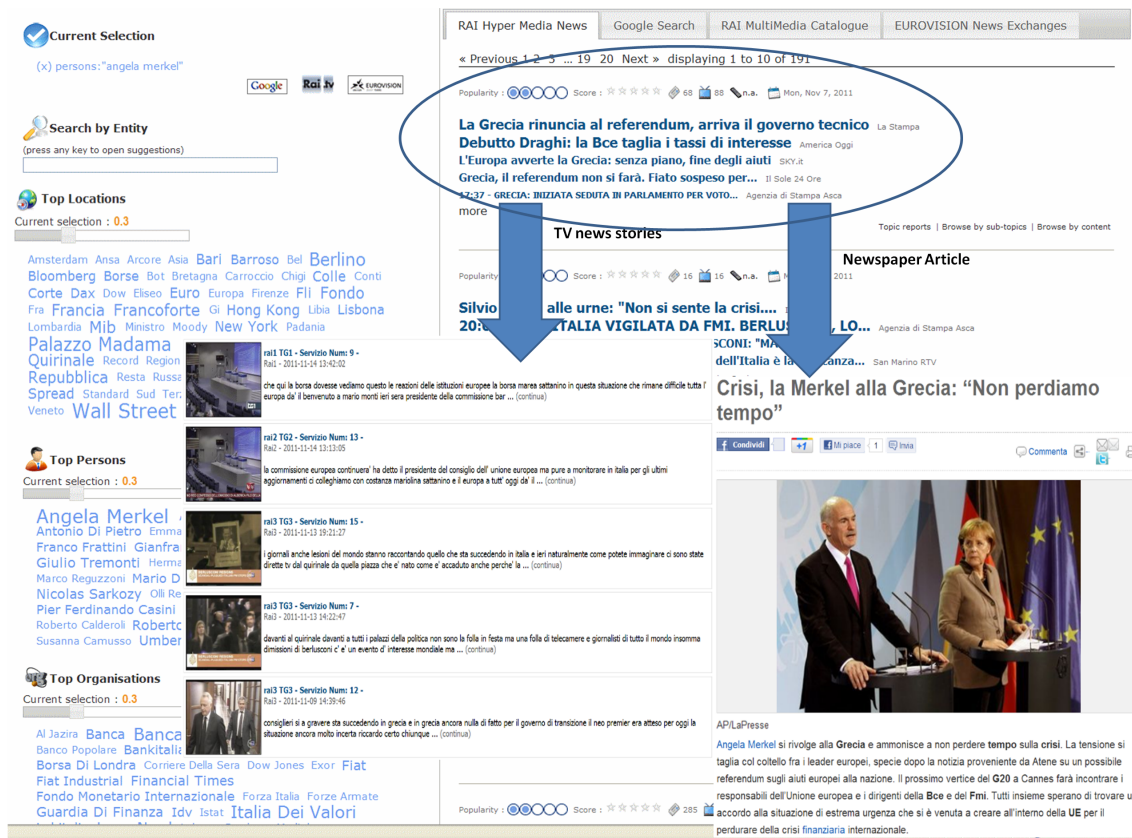 Current Selection
(x) persons:"angela merkel"
Google Rai.tv EUROVISION
Search by Entity
(press any key to open suggestions)
Top Locations
Current selection : 0.3
Amsterdam Ansa Arcore Asia Bari Barroso Bel Berlino
Bloomberg Borse Bot Bretagna Carroccio Chigi Colle Conti
Corte Dax Dow Eliseo Euro Europa Firenze Fli Fondo
Fra Francia Francoforte Gi Hong Kong Libia Lisbona
Lombardia Mib Ministro Moody New York Padania
Palazzo Madama
Quirinale Record Region
Repubblica Resta Russa
Spread Standard Sud Ter
Veneto Wall Street
Top Persons
Current selection : 0.3
Angela Merkel
Antonio Di Pietro Emma
Franco Frattini Gianfra
Giulio Tremonti Herma
Marco Reguzzoni Mario D
Nicolas Sarkozy Olli Re
Pier Ferdinando Casini
Roberto Calderoli Roberto
Susanna Camusso Umber
Top Organisations
Current selection : 0.3
Al Jazira Banca Banca
Banco Popolare Bankitalia
Borsa Di Londra Corriere Della Sera Dow Jones Exor Fiat
Fiat Industrial Financial Times
Fondo Monetario Internazionale Forza Italia Forze Armate
Guardia Di Finanza Idv Istat Italia Dei Valori
RAI Hyper Media News Google Search RAI MultiMedia Catalogue EUROVISION News Exchanges
« Previous 1 2 3 ... 19 20 Next » displaying 1 to 10 of 191
Popularity : Score : 68 88 n.a. Mon, Nov 7, 2011
La Grecia rinuncia al referendum, arriva il governo tecnico La Stampa
Debutto Draghi: la Bce taglia i tassi di interesse America Oggi
L'Europa avverte la Grecia: senza piano, fine degli aiuti SKY.it
Grecia, il referendum non si farà. Fiato sospeso per... Il Sole 24 Ore
17:37 - GRECIA: INIZIATA SEDUTA IN PARLAMENTO PER VOTO... Agenzia di Stampa Asca
more
Topic reports | Browse by sub-topics | Browse by content
TV news stories
Newspaper Article
Popularity Score : 16 16 n.a. 2011
Silvio alle urne: "Non si sente la crisi....
20:0 ITALIA VIGILATA DA FMI. BERLUS , LO... Agenzia di Stampa Asca
SCONI: "MA
dell'Italia è la anza... San Marino RTV
rai1 TG1 - Servizio Num: 9 -
Rai1 - 2011-11-14 13:42:02
che qui la borsa dovesse vediamo questo le reazioni delle istituzioni europee la borsa marea sattanino in questa situazione che rimane difficile tutta l'
europa da' il benvenuto a mario monti ieri sera presidente della commissione bar ... (continua)
rai2 TG2 - Servizio Num: 13 -
Rai2 - 2011-11-14 13:13:05
la commissione europea continuera' ha detto il presidente del consiglio dell' unione europea ma pure a monitorare in italia per gli ultimi
aggiornamenti ci colleghiamo con costanza mariolina sattanino e il europa a tutt' oggi da' il ... (continua)
rai3 TG3 - Servizio Num: 15 -
Rai3 - 2011-11-13 19:21:27
i giornali anche lesioni del mondo stanno raccontando quello che sta succedendo in italia e ieri naturalmente come potete immaginare ci sono state
dirette tv dal quirinale da quella piazza che e' nato come e' accaduto anche perche' la ... (continua)
rai3 TG3 - Servizio Num: 7 -
Rai3 - 2011-11-13 14:22:47
davanti al quirinale davanti a tutti i palazzi della politica non sono la folla in festa ma una folla di telecamere e giornalisti di tutto il mondo insomma
dimissioni di berlusconi c' e' un evento d' interesse mondiale ma ... (continua)
rai3 TG3 - Servizio Num: 12 -
Rai3 - 2011-11-09 14:39:46
consiglieri si a gravere sta succedendo in grecia e in grecia ancora nulla di fatto per il governo di transizione il neo premier era atteso per oggi la
situazione ancora molto incerta riccardo certo chiunque ... (continua)
Popularity : Score : 285
Crisi, la Merkel alla Grecia: “Non perdiamo
tempo”
Condividi +1 Mi piace 1 Invia
Commenta
AP/LaPresse
Angela Merkel si rivolge alla Grecia e ammonisce a non perdere tempo sulla crisi. La tensione si
taglia col coltello fra i leader europei, specie dopo la notizia proveniente da Atene su un possibile
referendum sugli aiuti europei alla nazione. Il prossimo vertice del G20 a Cannes farà incontrare i
responsabili dell'Unione europea e i dirigenti della Bce e del Fmi. Tutti insieme sperano di trovare u
accordo alla situazione di estrema urgenza che si è venuta a creare all'interno della UE per il
perdurare della crisi finanziaria internazionale.